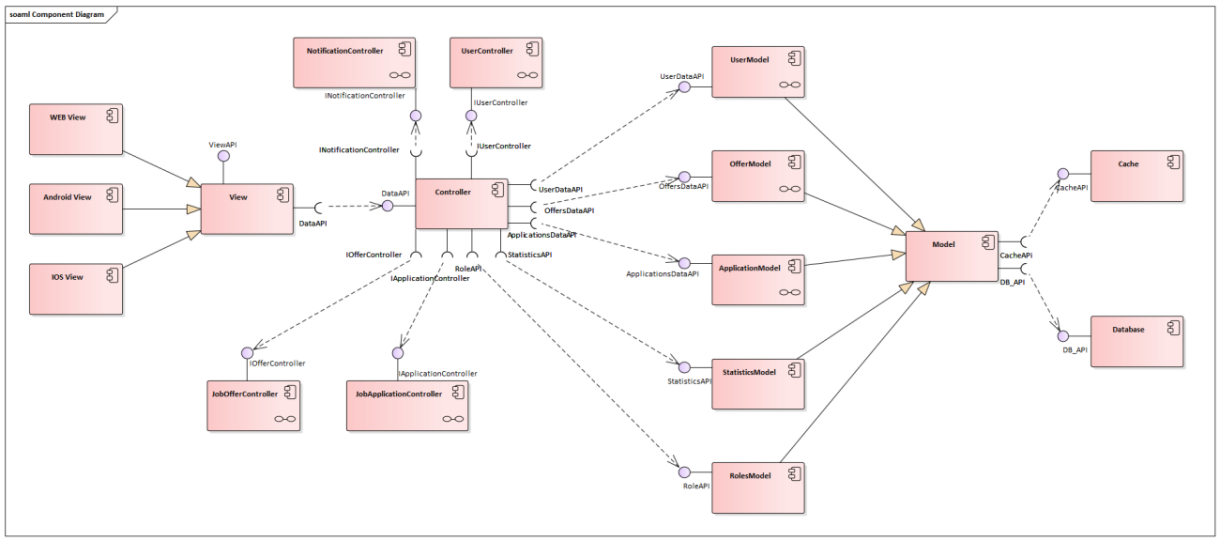 soaml Component Diagram
NotificationController
UserController
UserModel
UserDataAPI
INotificationController
IUserController
WEB View
ViewAPI
INotificationController
IUserController
OfferModel
Cache
Android View
View
DataAPI
Controller
UserDataAPI
OffersDataAPI
CacheAPI
OffersDataAPI
DataAPI
ApplicationsDataAPI
Model
IOfferController
StatisticsAPI
CacheAPI
IOS View
RoleAPI
ApplicationsDataAPI
ApplicationModel
IApplicationController
DB_API
Database
DB_API
IOfferController
IApplicationController
StatisticsModel
StatisticsAPI
JobOfferController
JobApplicationController
RolesModel
RoleAPI